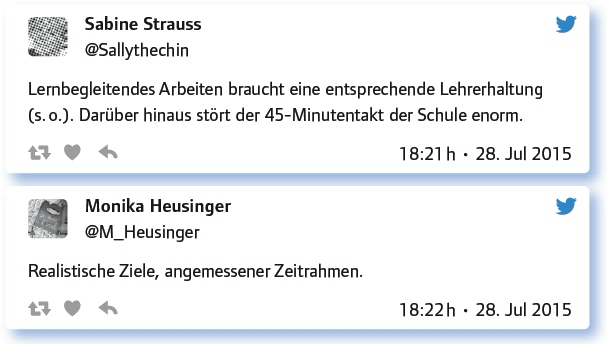 Sabine Strauss
@Sallythechin
Lernbegleitendes Arbeiten braucht eine entsprechende Lehrerhaltung
(s. o.). Darüber hinaus stört der 45-Minutentakt der Schule enorm.
18:21 h • 28. Jul 2015
Monika Heusinger
@M_Heusinger
Realistische Ziele, angemessener Zeitrahmen.
18:22 h • 28. Jul 2015